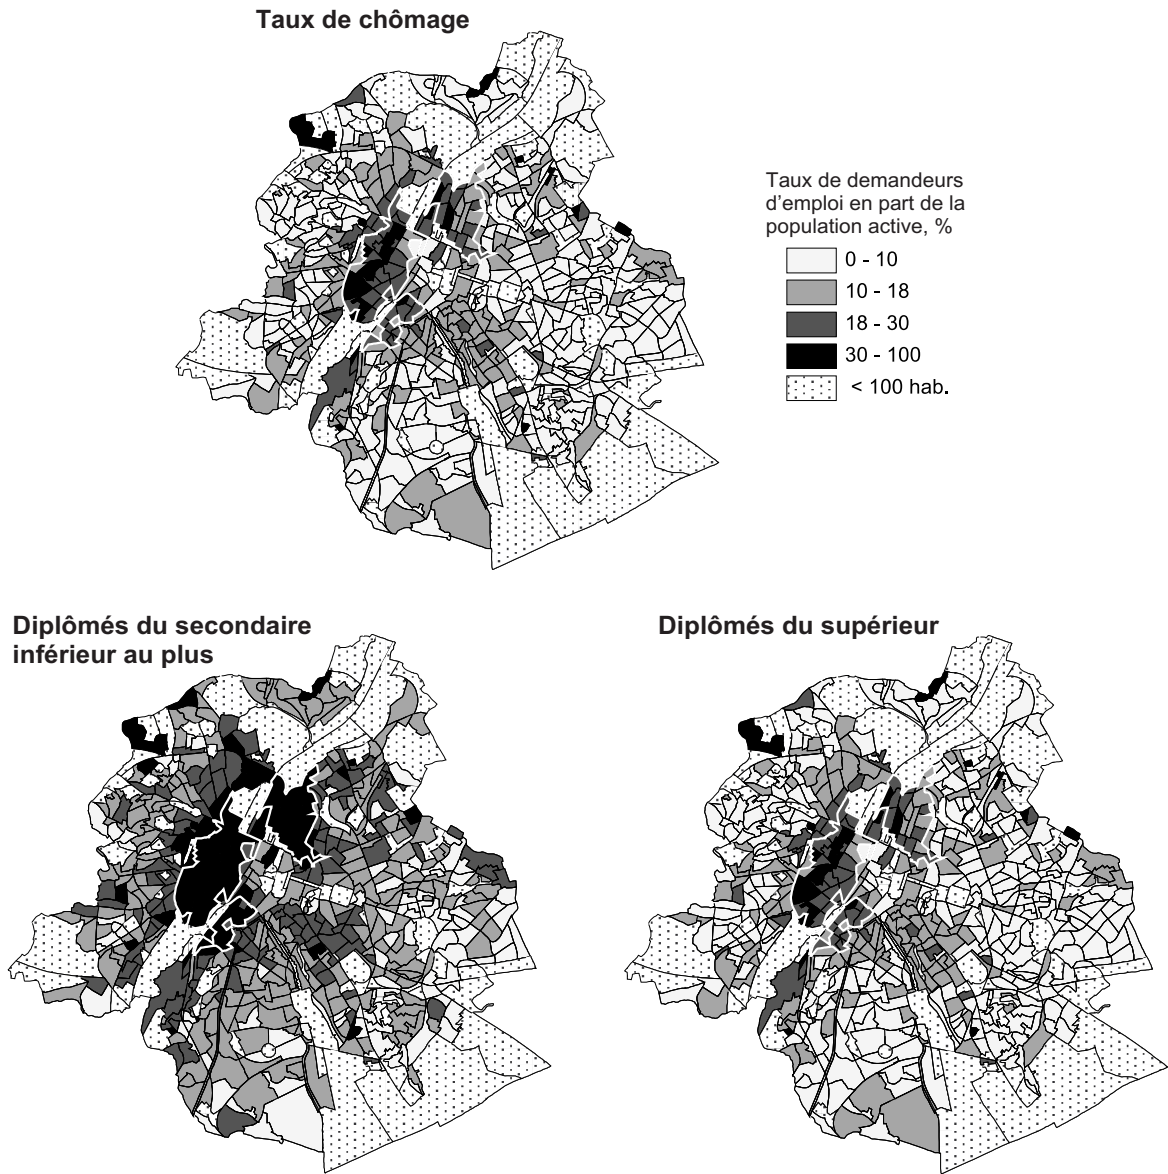 Taux de chômage
Taux de demandeurs
d'emploi en part de la
population active, %
0 - 10
10 - 18
18 - 30
30 - 100
< 100 hab.
Diplômés du secondaire
inférieur au plus
Diplômés du supérieur